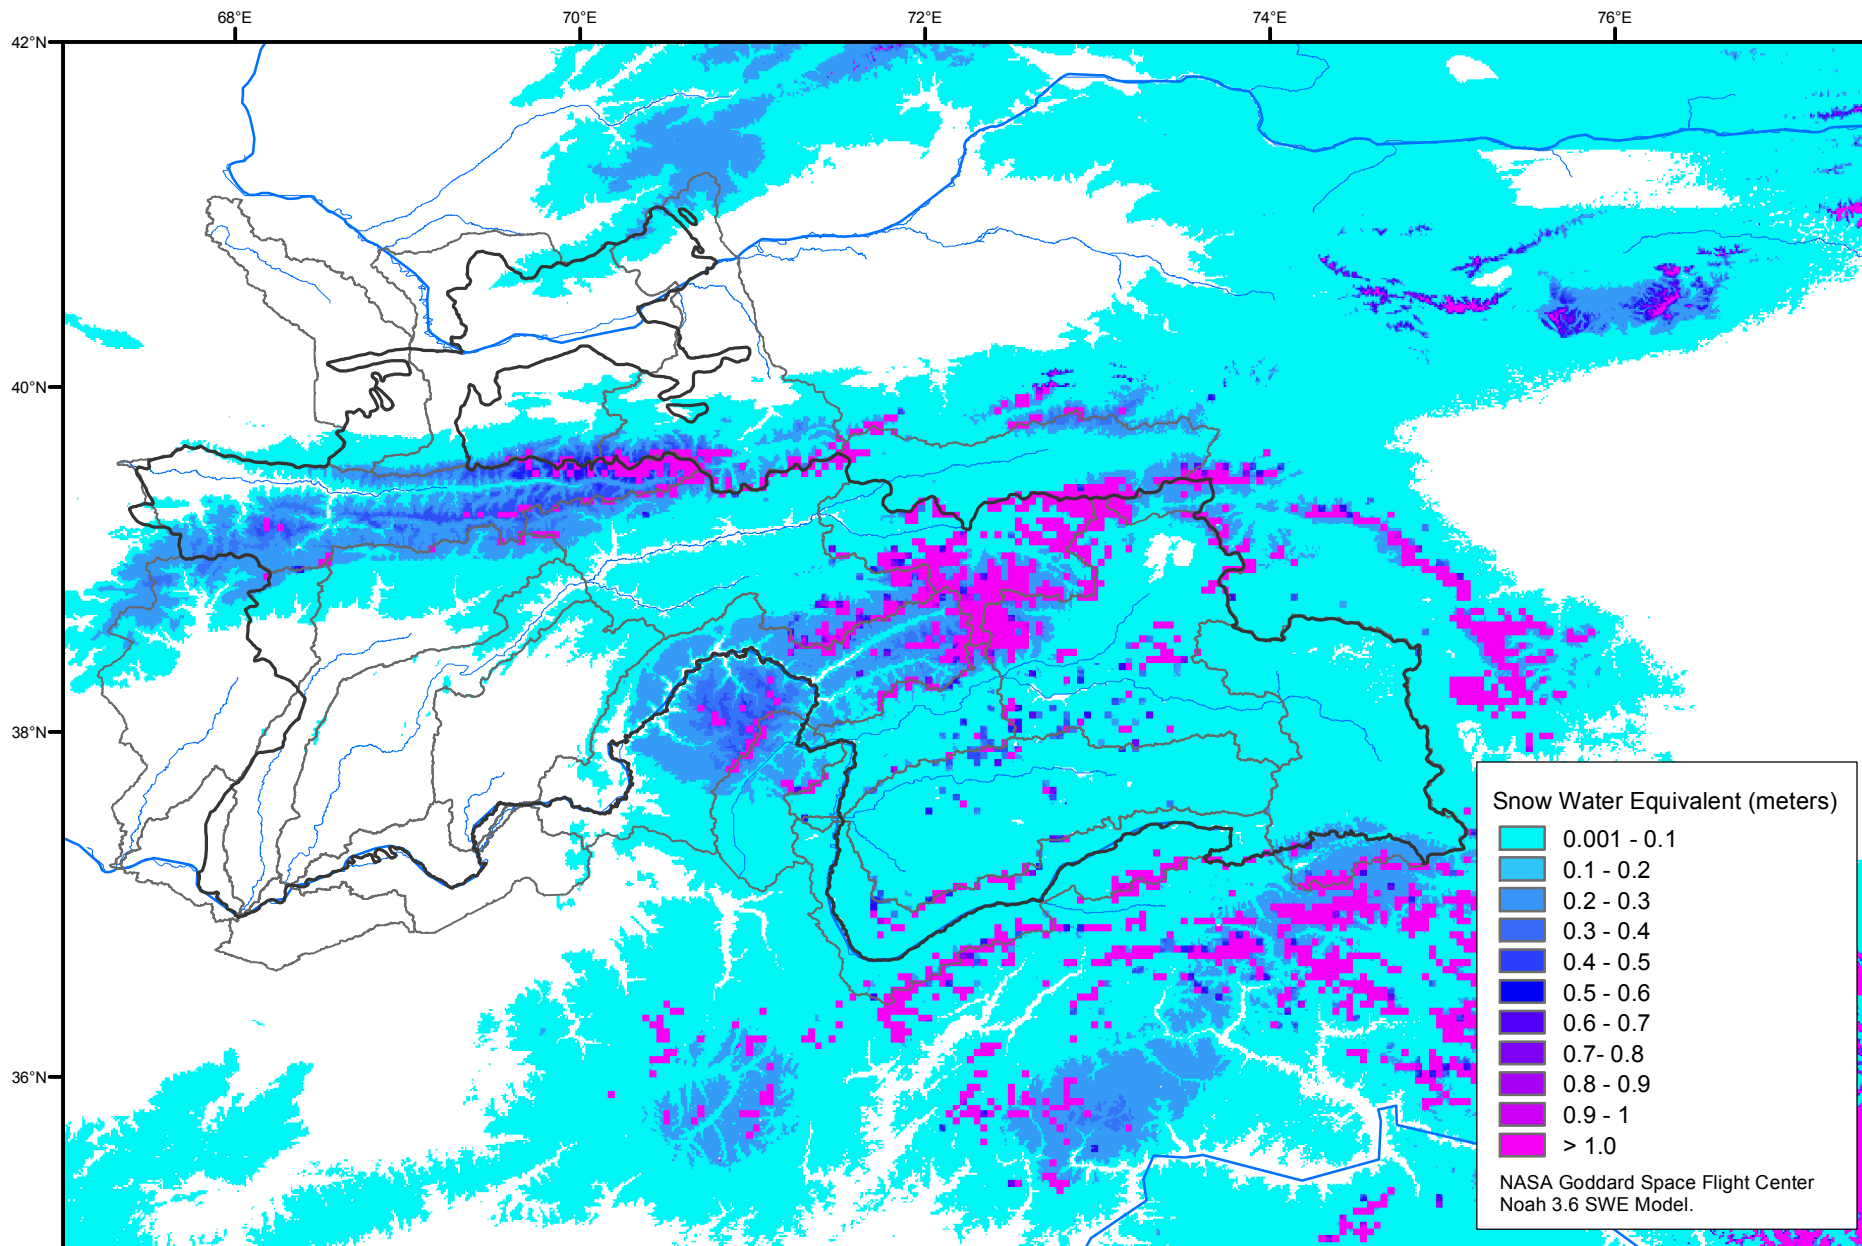 68°E
70°E
72°E
74°E
76°E
42°N
40°N
38°N
36°N
Snow Water Equivalent (meters)
0.001 - 0.1
0.1 - 0.2
0.2 - 0.3
0.3 - 0.4
0.4 - 0.5
0.5 - 0.6
0.6 - 0.7
0.7- 0.8
0.8 - 0.9
0.9 - 1
> 1.0
NASA Goddard Space Flight Center
Noah 3.6 SWE Model.